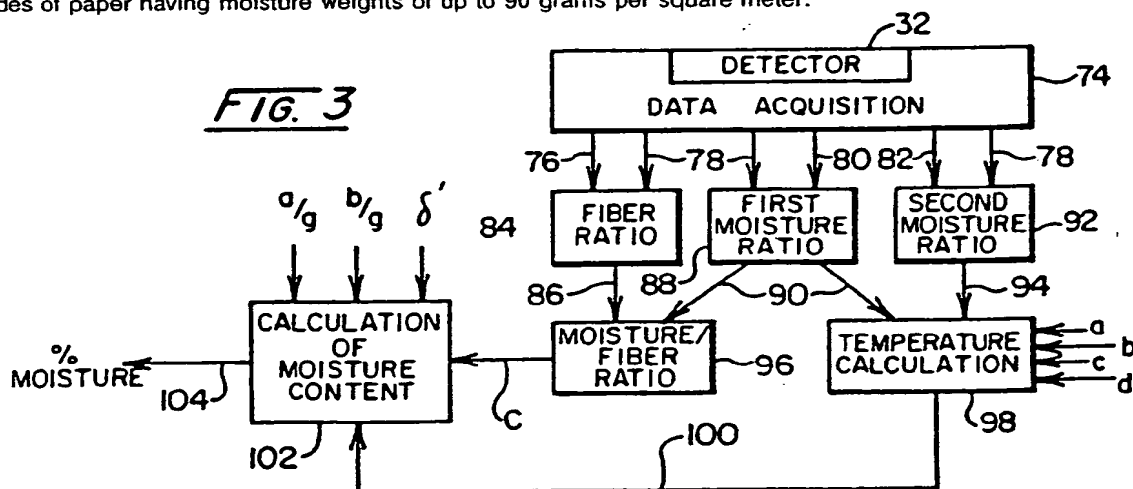 des of paper having moisture weights of up to 90 grams per square meter.
FIG. 3
32
DETECTOR
DATA ACQUISITION
74
76
78
80
82
78
a/g
b/g
δ'
84
FIBER
RATIO
FIRST
MOISTURE
RATIO
SECOND
MOISTURE
RATIO
92
86
88
90
94
CALCULATION
OF
MOISTURE
CONTENT
%
MOISTURE
104
102
C
MOISTURE/
FIBER
RATIO
96
TEMPERATURE
CALCULATION
98
a
b
c
d
100